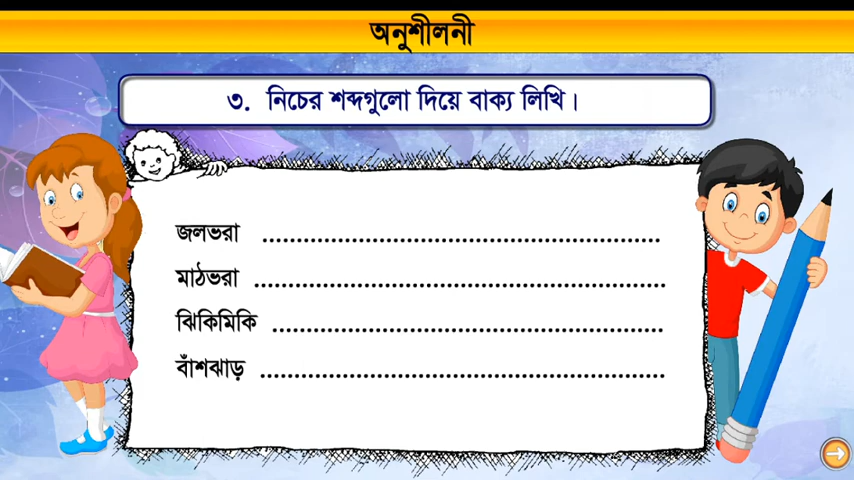 অনুশীলনী
৩. নিচের শব্দগুলো দিয়ে বাক্য লিখি।
জলভরা ............................................................
মাঠভরা ..............................................................
ঝিকিমিকি ...........................................................
বাঁশঝাড় .............................................................